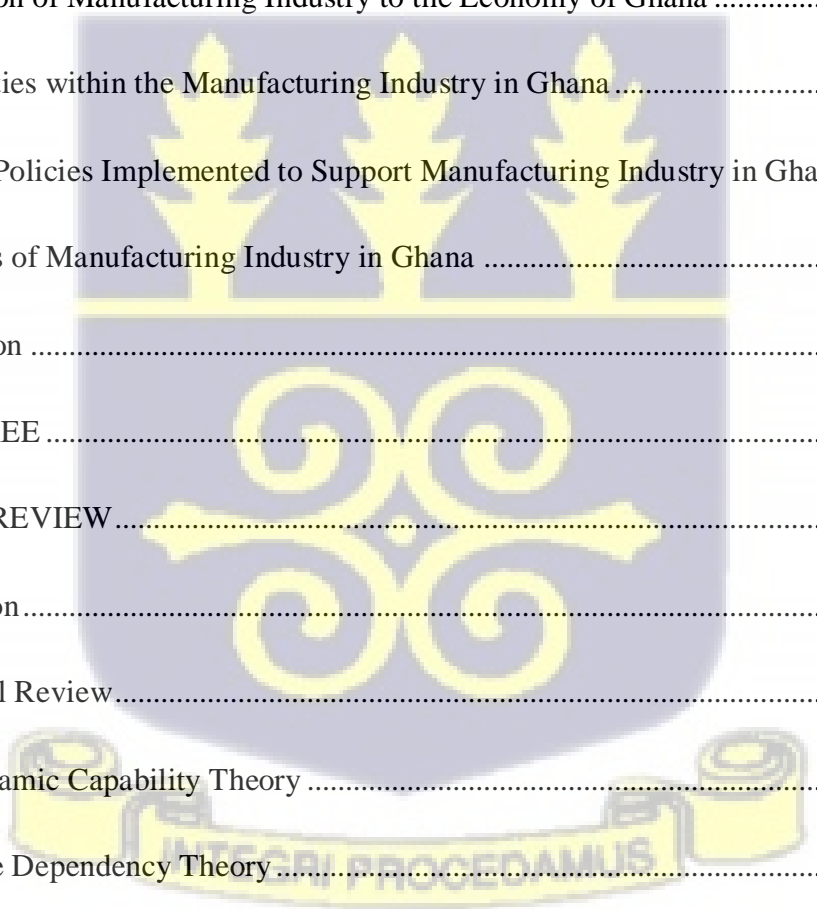 on of Manufacturing Industry to the Economy of Ghana ..............
ties within the Manufacturing Industry in Ghana ........................
Policies Implemented to Support Manufacturing Industry in Gha
s of Manufacturing Industry in Ghana ........................................
on ..............................................................................................
EE ..............................................................................................
REVIEW ......................................................................................
on ..............................................................................................
l Review ......................................................................................
amic Capability Theory ..............................................................
INTEGRI PROCEDAMUS
e Dependency Theory ..................................................................